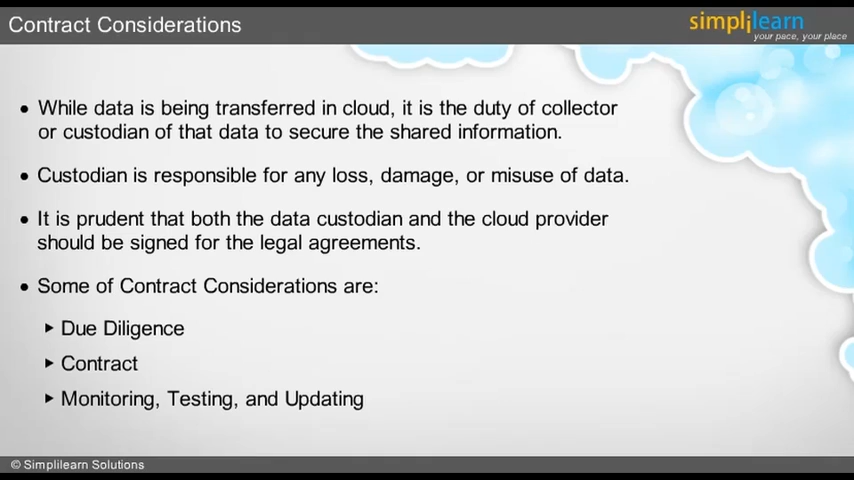 Contract Considerations
simplilearn
your pace, your place
• While data is being transferred in cloud, it is the duty of collector
or custodian of that data to secure the shared information.
• Custodian is responsible for any loss, damage, or misuse of data.
• It is prudent that both the data custodian and the cloud provider
should be signed for the legal agreements.
• Some of Contract Considerations are:
▶ Due Diligence
▶ Contract
▶ Monitoring, Testing, and Updating
© Simplilearn Solutions